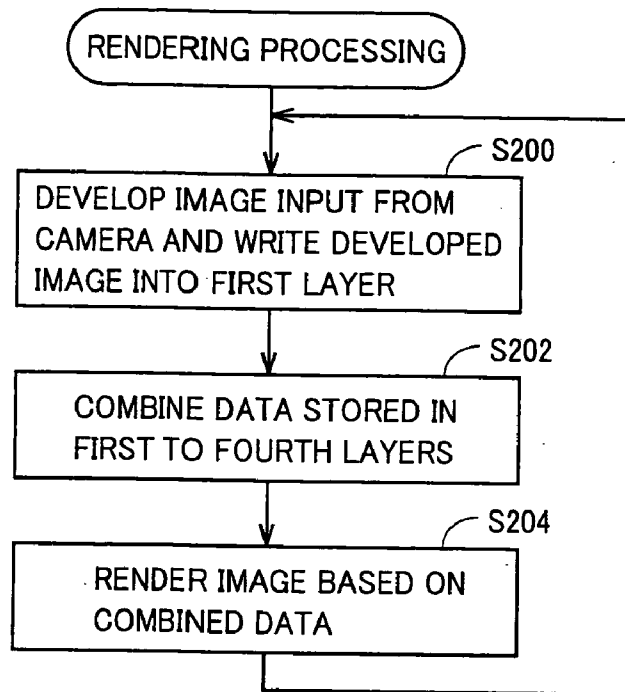 RENDERING PROCESSING
S200
DEVELOP IMAGE INPUT FROM
CAMERA AND WRITE DEVELOPED
IMAGE INTO FIRST LAYER
S202
COMBINE DATA STORED IN
FIRST TO FOURTH LAYERS
S204
RENDER IMAGE BASED ON
COMBINED DATA